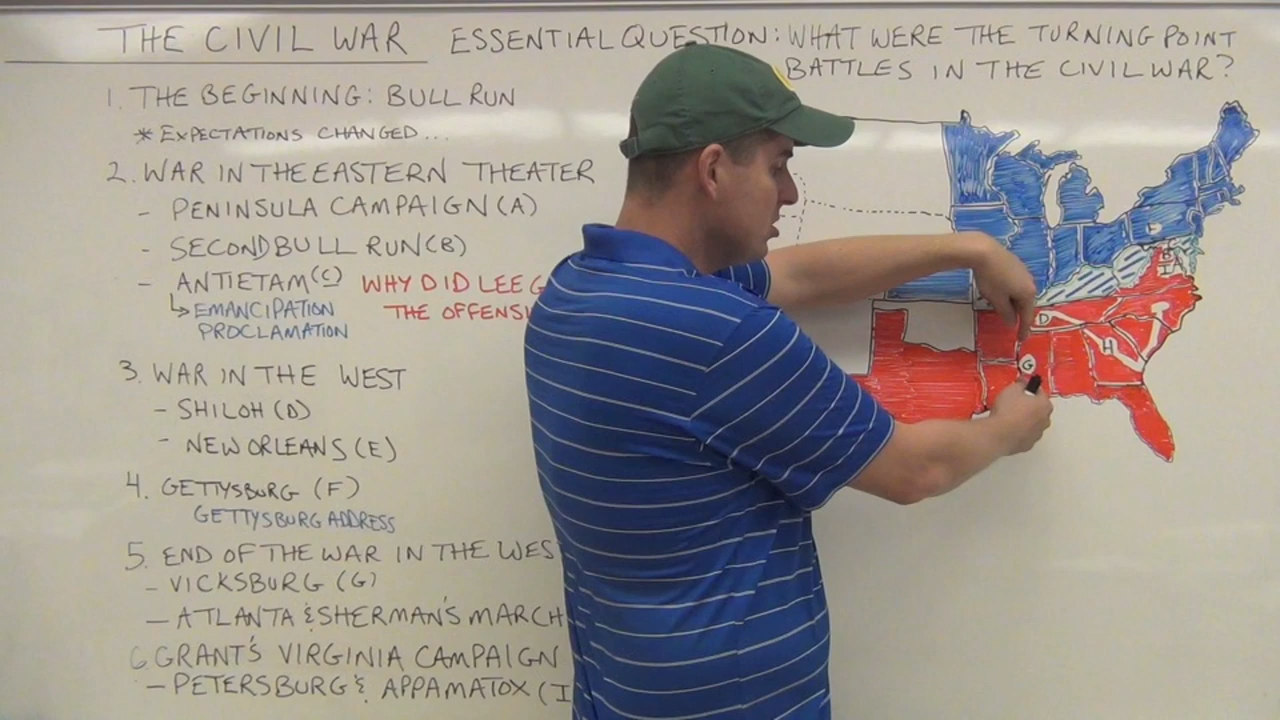 THE CIVIL WAR ESSENTIAL QUESTION: WHAT WERE THE TURNING POINT
BATTLES IN THE CIVIL WAR?
1. THE BEGINNING: BULL RUN
* EXPECTATIONS CHANGED...
2. WAR IN THE EASTERN THEATER
- PENINSULA CAMPAIGN (A)
- SECOND BULL RUN (B)
- ANTIETAM (C) WHY DID LEE G
EMANCIPATION THE OFFENSI
PROCLAMATION
3. WAR IN THE WEST
- SHILOH (D)
- NEW ORLEANS (E)
4. GETTYSBURG (F)
GETTYSBURG ADDRESS
5. END OF THE WAR IN THE WES
- VICKSBURG (G)
- ATLANTA & SHERMAN'S MARCH
6 GRANT'S VIRGINIA CAMPAIGN
- PETERSBURG & APPAMATOX (I
D
H
G